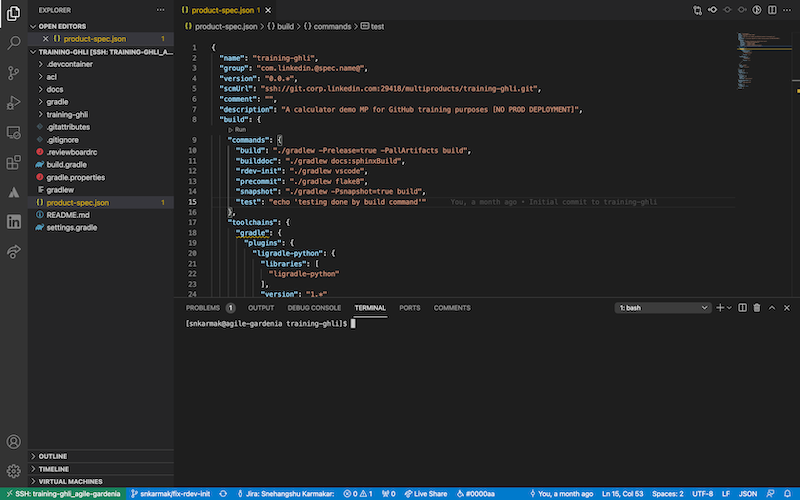 EXPLORER
OPEN EDITORS
product-spec.json 1
TRAINING-GHLI [SSH: TRAINING_GHLI_A...
.devcontainer
acl
docs
gradle
training-ghli
.gitattributes
.gitignore
.reviewboardrc
build.gradle
gradle.properties
gradlew
product-spec.json 1
README.md
settings.gradle
OUTLINE
TIMELINE
VIRTUAL MACHINES
product-spec.json 1
product-spec.json > {} build > {} commands > test
1 {
2 "name": "training-ghli",
3 "group": "com.linkedin.@spec.name@",
4 "version": "0.0.*",
5 "scmUrl": "ssh://git.corp.linkedin.com:29418/multiproducts/training-ghli.git",
6 "comment": "",
7 "description": "A calculator demo MP for GitHub training purposes [NO PROD DEPLOYMENT]",
8 "build": {
Run
9 "commands": {
10 "build": "./gradlew -Prelease=true -PallArtifacts build",
11 "builddoc": "./gradlew docs:sphinxBuild",
12 "rdev-init": "./gradlew vscode",
13 "precommit": "./gradlew flake8",
14 "snapshot": "./gradlew -Psnapshot=true build",
15 "test": "echo 'testing done by build command'" You, a month ago • Initial commit to training-ghli
16 },
17 "toolchains": {
18 "gradle": {
19 "plugins": {
20 "ligradle-python": {
21 "libraries": [
22 "ligradle-python"
23 ],
24 "version": "1.*"
PROBLEMS 1 OUTPUT DEBUG CONSOLE TERMINAL PORTS COMMENTS 1: bash
[snkarmak@agile-gardenia training-ghli]$
SSH: training-ghli_agile-gardenia snkarmak/fix-rdev-init Jira: Snehangshu Karmakar: 0 1 0 Live Share #0000aa You, a month ago Ln 15, Col 53 Spaces: 2 UTF-8 LF JSON